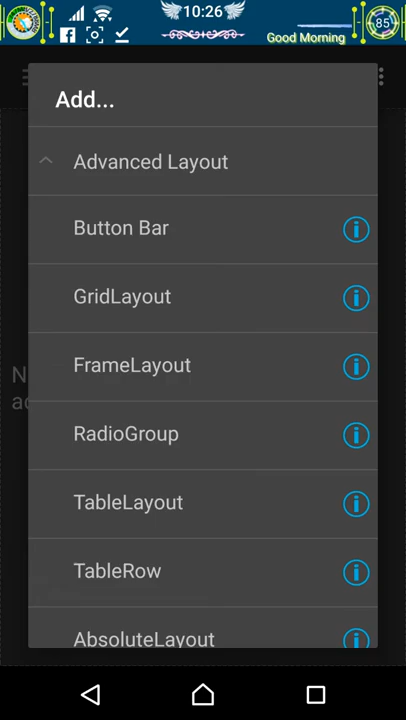 10:26
Good Morning
85
Add...
Advanced Layout
Button Bar
GridLayout
FrameLayout
RadioGroup
TableLayout
TableRow
AbsoluteLayout